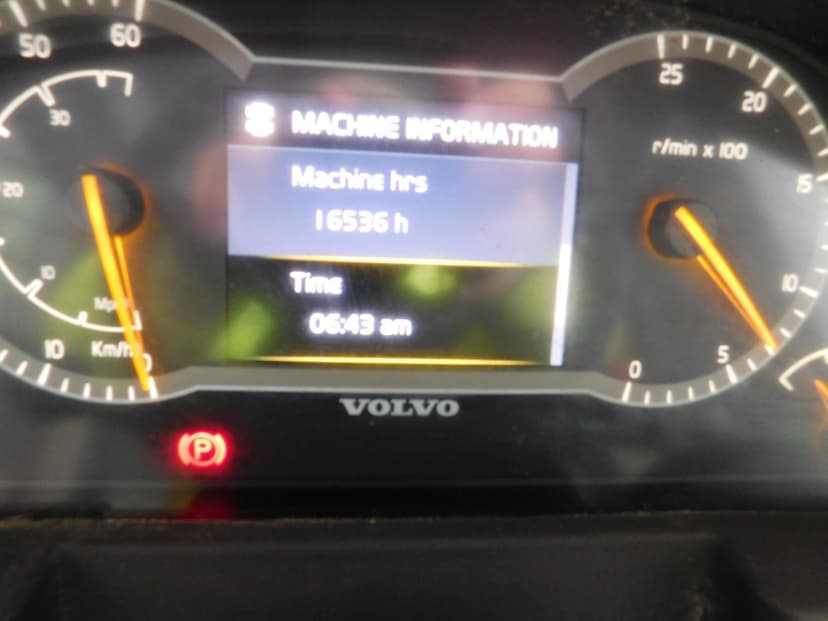 50
60
30
20
10
Mph
10
Km/h
0
MACHINE INFORMATION
Machine hrs
16536 h
Time
06:43 am
25
20
r/min x 100
15
10
5
0
VOLVO
P